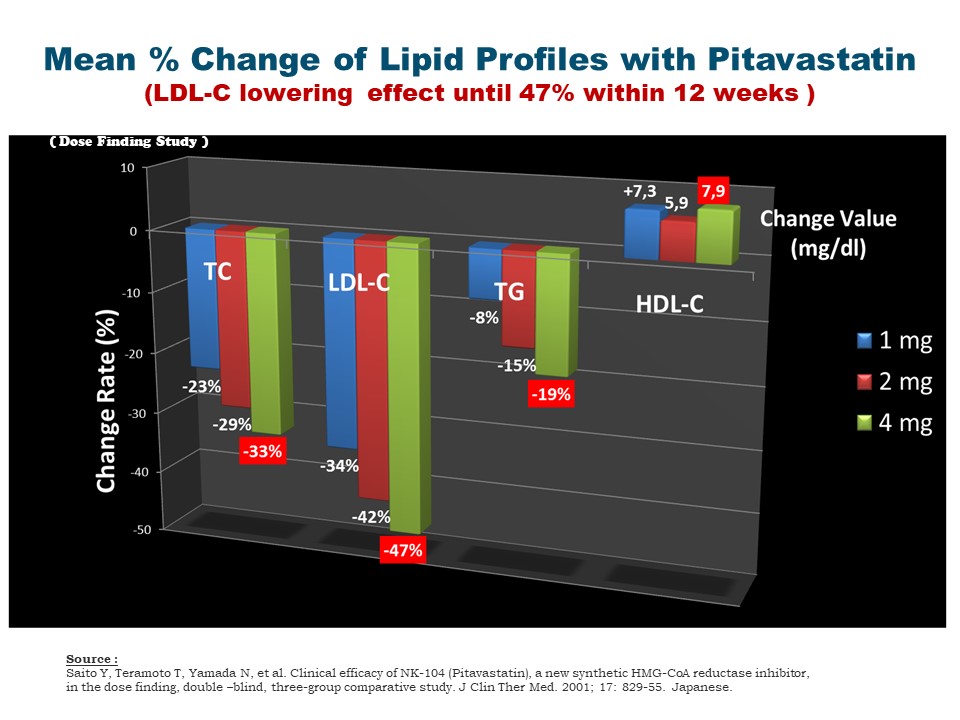 Mean % Change of Lipid Profiles with Pitavastatin
(LDL-C lowering effect until 47% within 12 weeks )
( Dose Finding Study )
10
0
-10
-20
-30
-40
-50
Change Rate (%)
TC
-23%
-29%
-33%
LDL-C
-34%
-42%
-47%
TG
-8%
-15%
-19%
+7,3
5,9
7,9
HDL-C
Change Value
(mg/dl)
1 mg
2 mg
4 mg
Source :
Saito Y, Teramoto T, Yamada N, et al. Clinical efficacy of NK-104 (Pitavastatin), a new synthetic HMG-CoA reductase inhibitor,
in the dose finding, double –blind, three-group comparative study. J Clin Ther Med. 2001; 17: 829-55. Japanese.